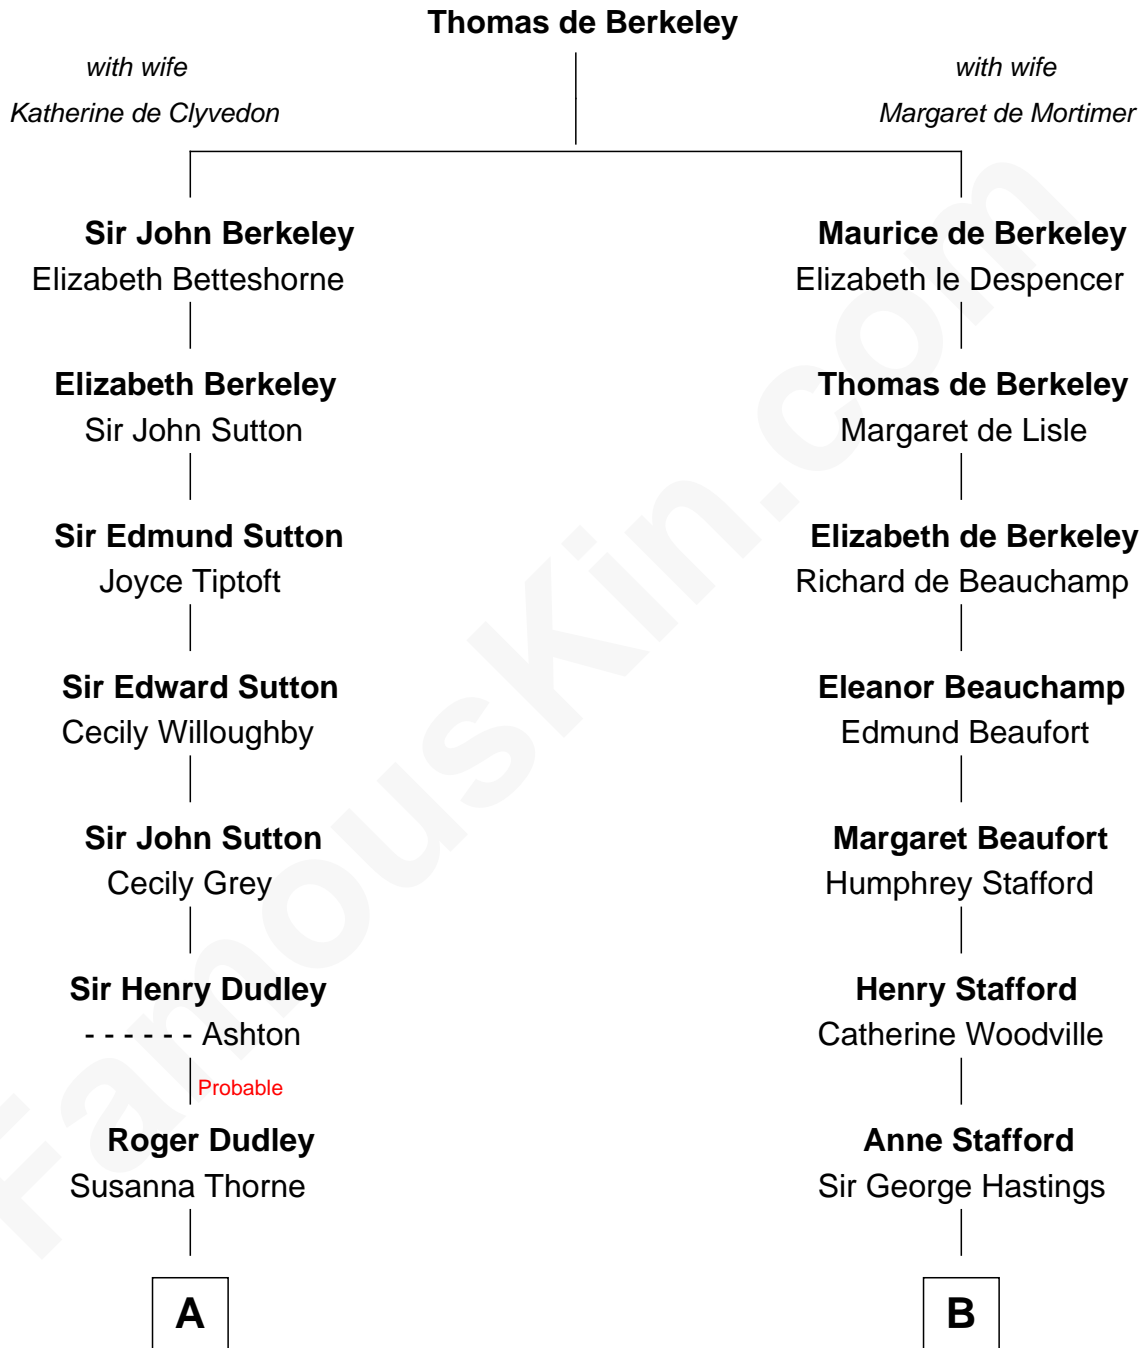 Thomas de Berkeley
with wife
Katherine de Clyvedon
with wife
Margaret de Mortimer
Sir John Berkeley
Elizabeth Betteshorne
Maurice de Berkeley
Elizabeth le Despencer
Elizabeth Berkeley
Sir John Sutton
Thomas de Berkeley
Margaret de Lisle
Sir Edmund Sutton
Joyce Tiptoft
Elizabeth de Berkeley
Richard de Beauchamp
Sir Edward Sutton
Cecily Willoughby
Eleanor Beauchamp
Edmund Beaufort
Sir John Sutton
Cecily Grey
Margaret Beaufort
Humphrey Stafford
Sir Henry Dudley
- - - - - - Ashton
Henry Stafford
Catherine Woodville
Probable
Roger Dudley
Susanna Thorne
Anne Stafford
Sir George Hastings
A
B
FamousKin.com